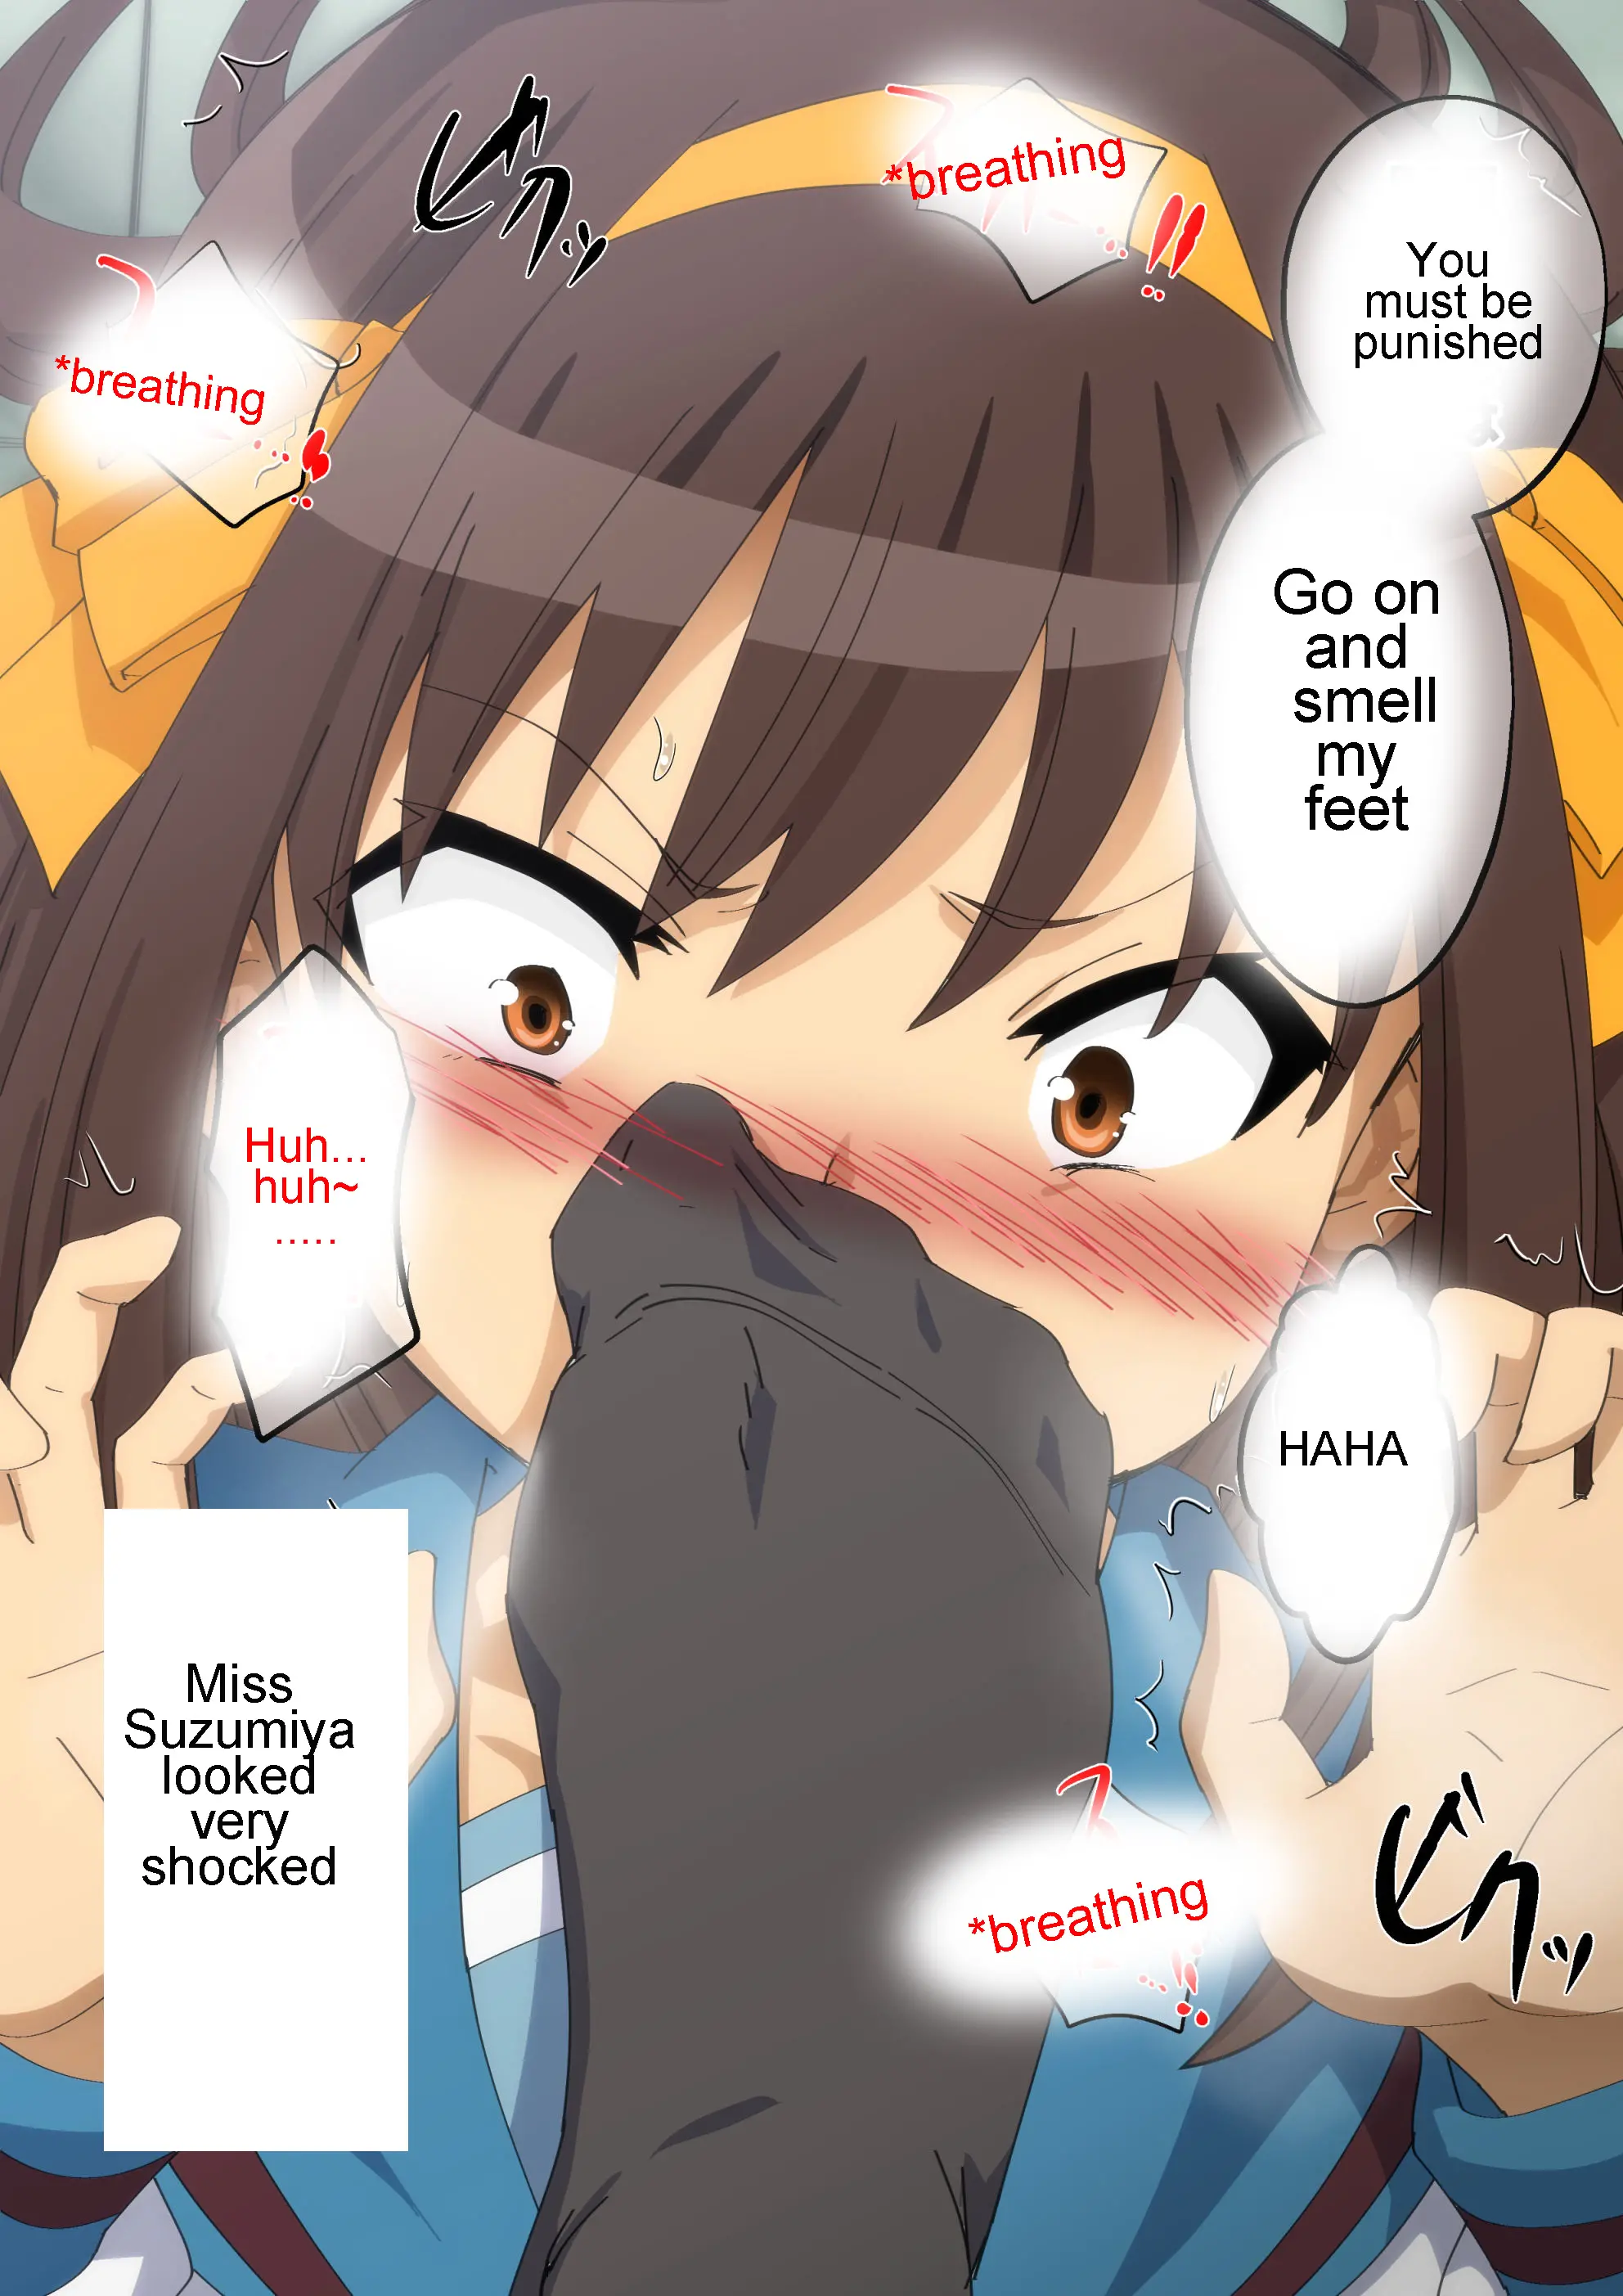 ビクッ
*breathing
You
must be
punished
*breathing
Go on
and
smell
my
feet
Huh...
huh~
.....
HAHA
Miss
Suzumiya
looked
very
shocked
*breathing
ビクッ